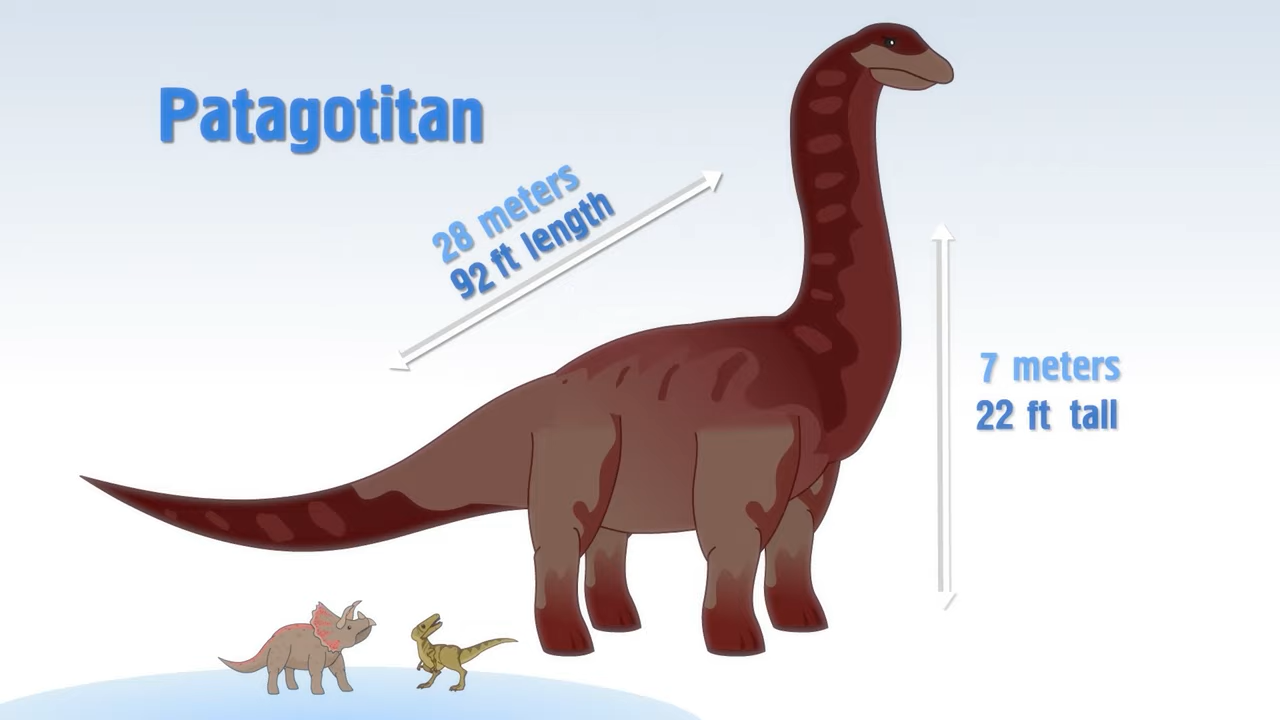 Patagotitan
28 meters
92 ft length
7 meters
22 ft tall